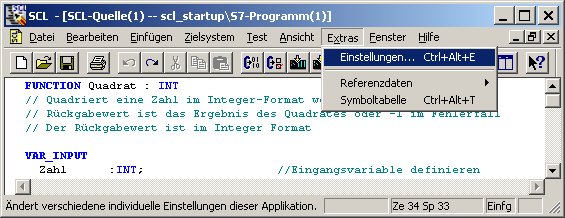 SCL - [SCL-Quelle(1) -- scl_startup\S7-Programm(1)]
Datei Bearbeiten Einfügen Zielsystem Test Ansicht Extras Fenster Hilfe
Einstellungen... Ctrl+Alt+E
Referenzdaten
Symboltabelle Ctrl+Alt+T
FUNCTION Quadrat : INT
// Quadriert eine Zahl im Integer-Format
// Rückgabewert ist das Ergebnis des Quadrates oder -1 im Fehlerfall
// Der Rückgabewert ist im Integer Format
VAR_INPUT
Zahl :INT; //Eingangsvariable definieren
Ändert verschiedene individuelle Einstellungen dieser Applikation. Ze 34 Sp 33 Einfg